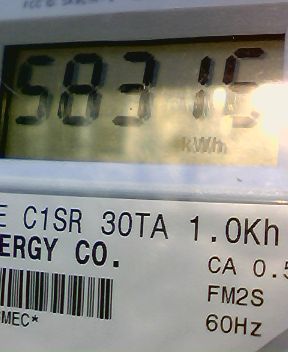 58315
kWh
E C1SR 30TA 1.0Kh
ERGY CO.
CA 0.5
FM2S
MEC*
60Hz